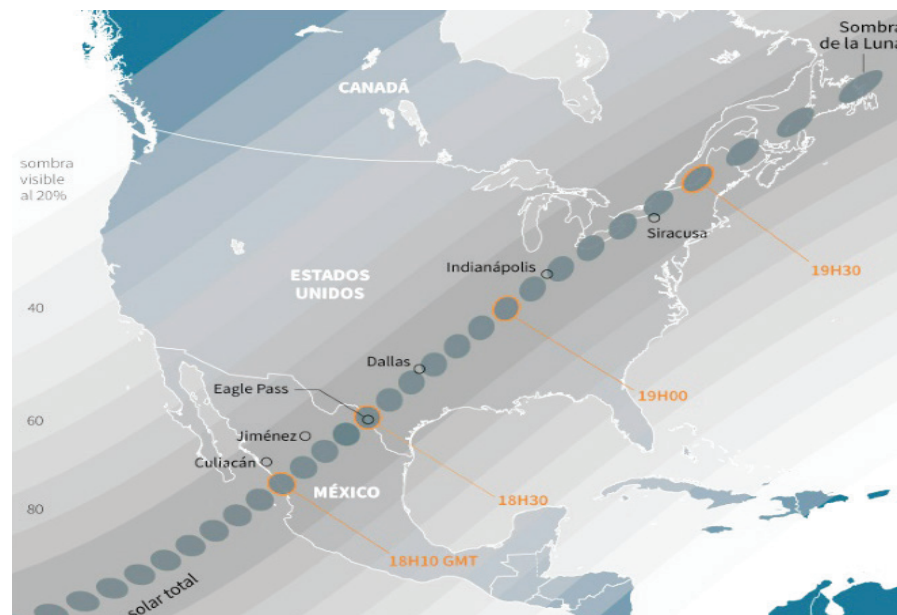 Sombra
de la Luna
CANADÁ
sombra
visible
al 20%
Siracusa
Indianápolis
19H30
ESTADOS
UNIDOS
40
Dallas
Eagle Pass
19H00
60
Jiménez
Culiacán
MÉXICO
18H30
80
18H10 GMT
solar total